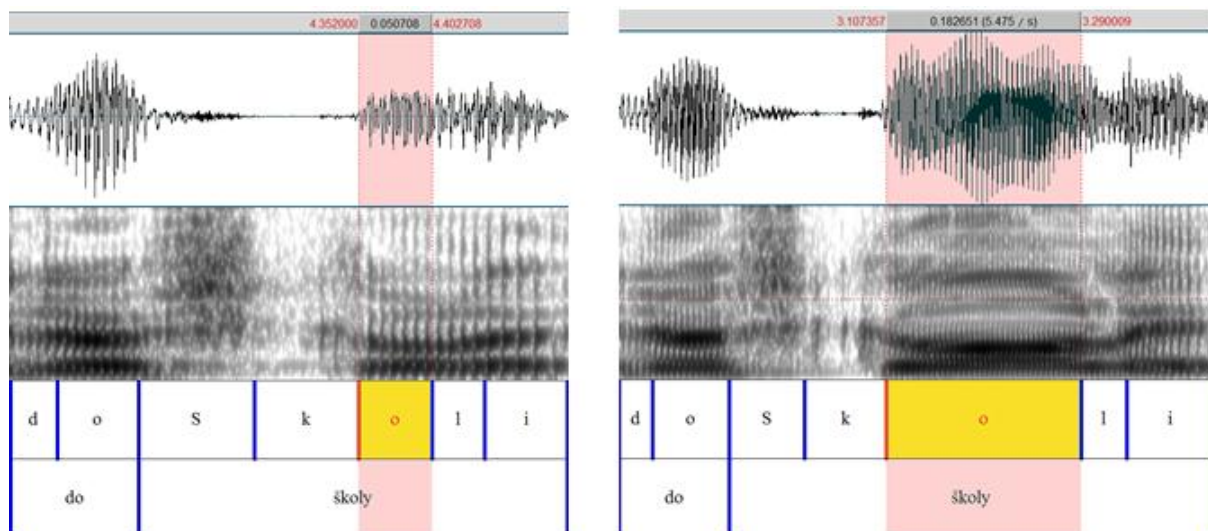 4.352000 0.050708 4.402708
d o S k o l i
do školy
3.107357 0.182651 (5.475 / s) 3.290009
d o S k o l i
do školy